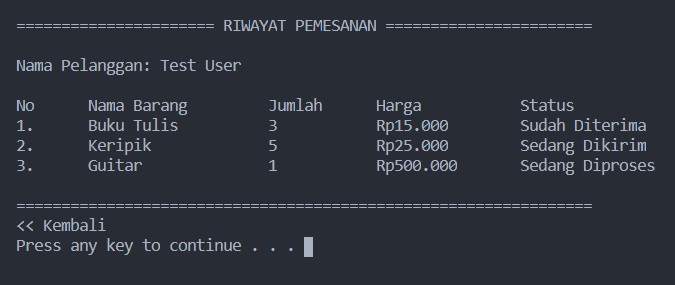 ====================== RIWAYAT PEMESANAN =======================
Nama Pelanggan: Test User
No Nama Barang Jumlah Harga Status
1. Buku Tulis 3 Rp15.000 Sudah Diterima
2. Keripik 5 Rp25.000 Sedang Dikirim
3. Guitar 1 Rp500.000 Sedang Diproses
================================================================
<< Kembali
Press any key to continue . . .